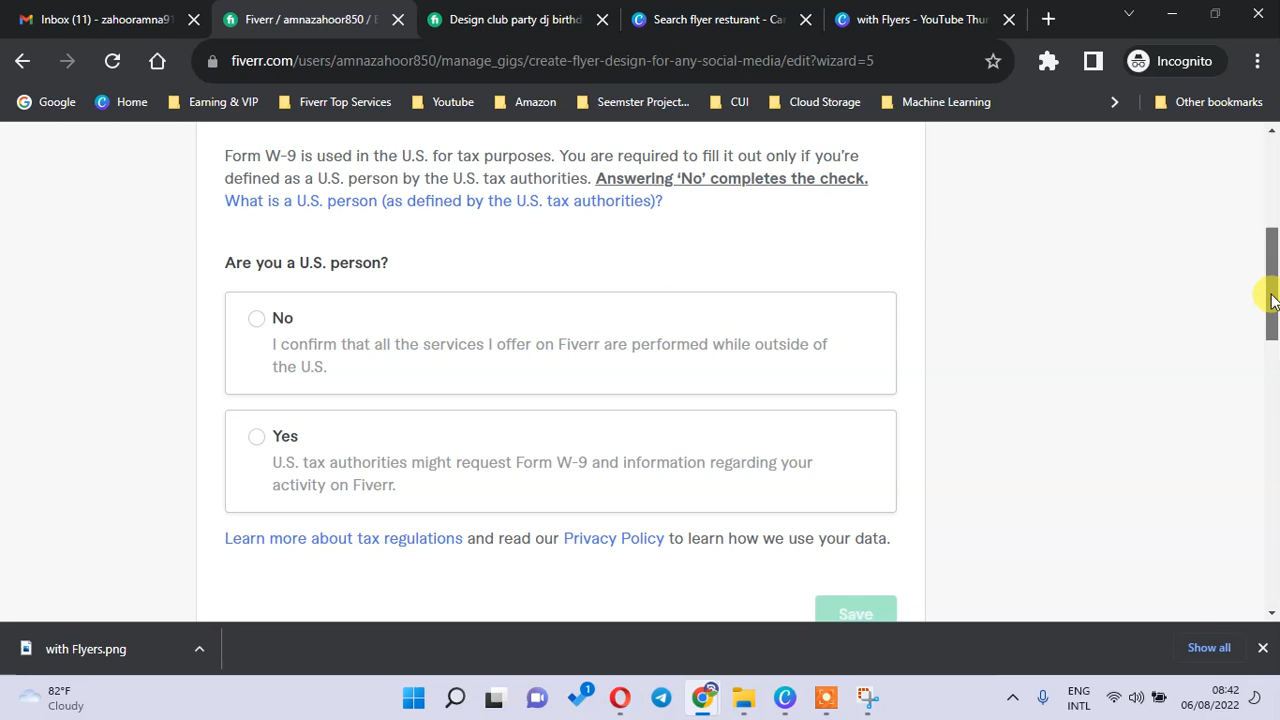 Inbox (11) - zahooramna91
Fiverr / amnazahoor850 / E
Design club party dj birthd
Search flyer resturant - Ca
with Flyers - YouTube Thu
fiverr.com/users/amnazahoor850/manage_gigs/create-flyer-design-for-any-social-media/edit?wizard=5
Incognito
Google
Home
Earning & VIP
Fiverr Top Services
Youtube
Amazon
Seemster Project...
CUI
Cloud Storage
Machine Learning
Other bookmarks
Form W-9 is used in the U.S. for tax purposes. You are required to fill it out only if you're
defined as a U.S. person by the U.S. tax authorities. Answering 'No' completes the check.
What is a U.S. person (as defined by the U.S. tax authorities)?
Are you a U.S. person?
No
I confirm that all the services I offer on Fiverr are performed while outside of
the U.S.
Yes
U.S. tax authorities might request Form W-9 and information regarding your
activity on Fiverr.
Learn more about tax regulations and read our Privacy Policy to learn how we use your data.
Save
with Flyers.png
Show all
82°F
Cloudy
1
ENG
INTL
08:42
06/08/2022